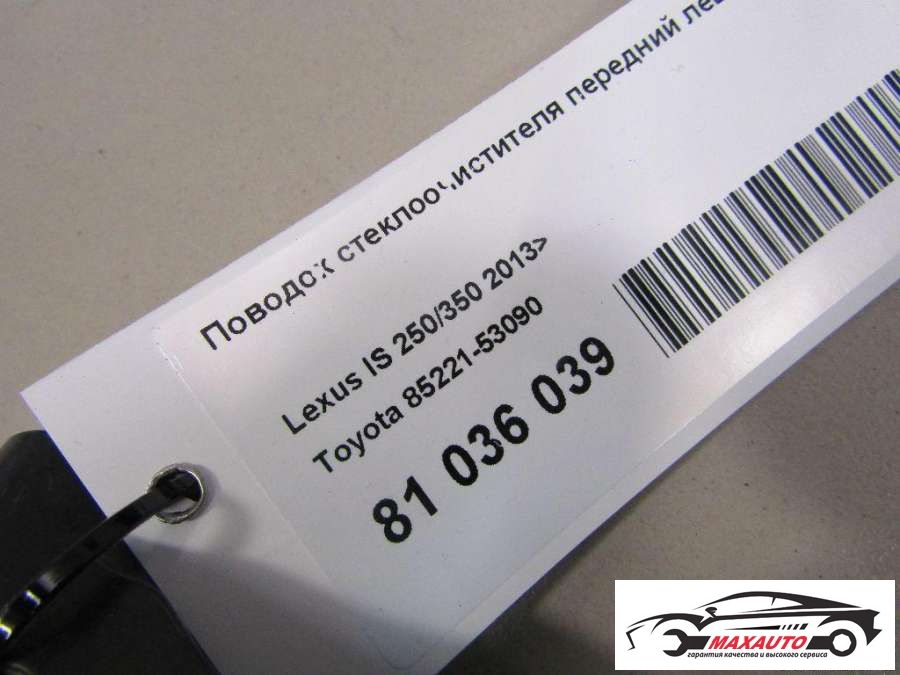 Поводок стеклоочистителя передний лев
Lexus IS 250/350 2013>
Toyota 85221-53090
81 036 039
MAXAUTO
гарантия качества и высокого сервиса